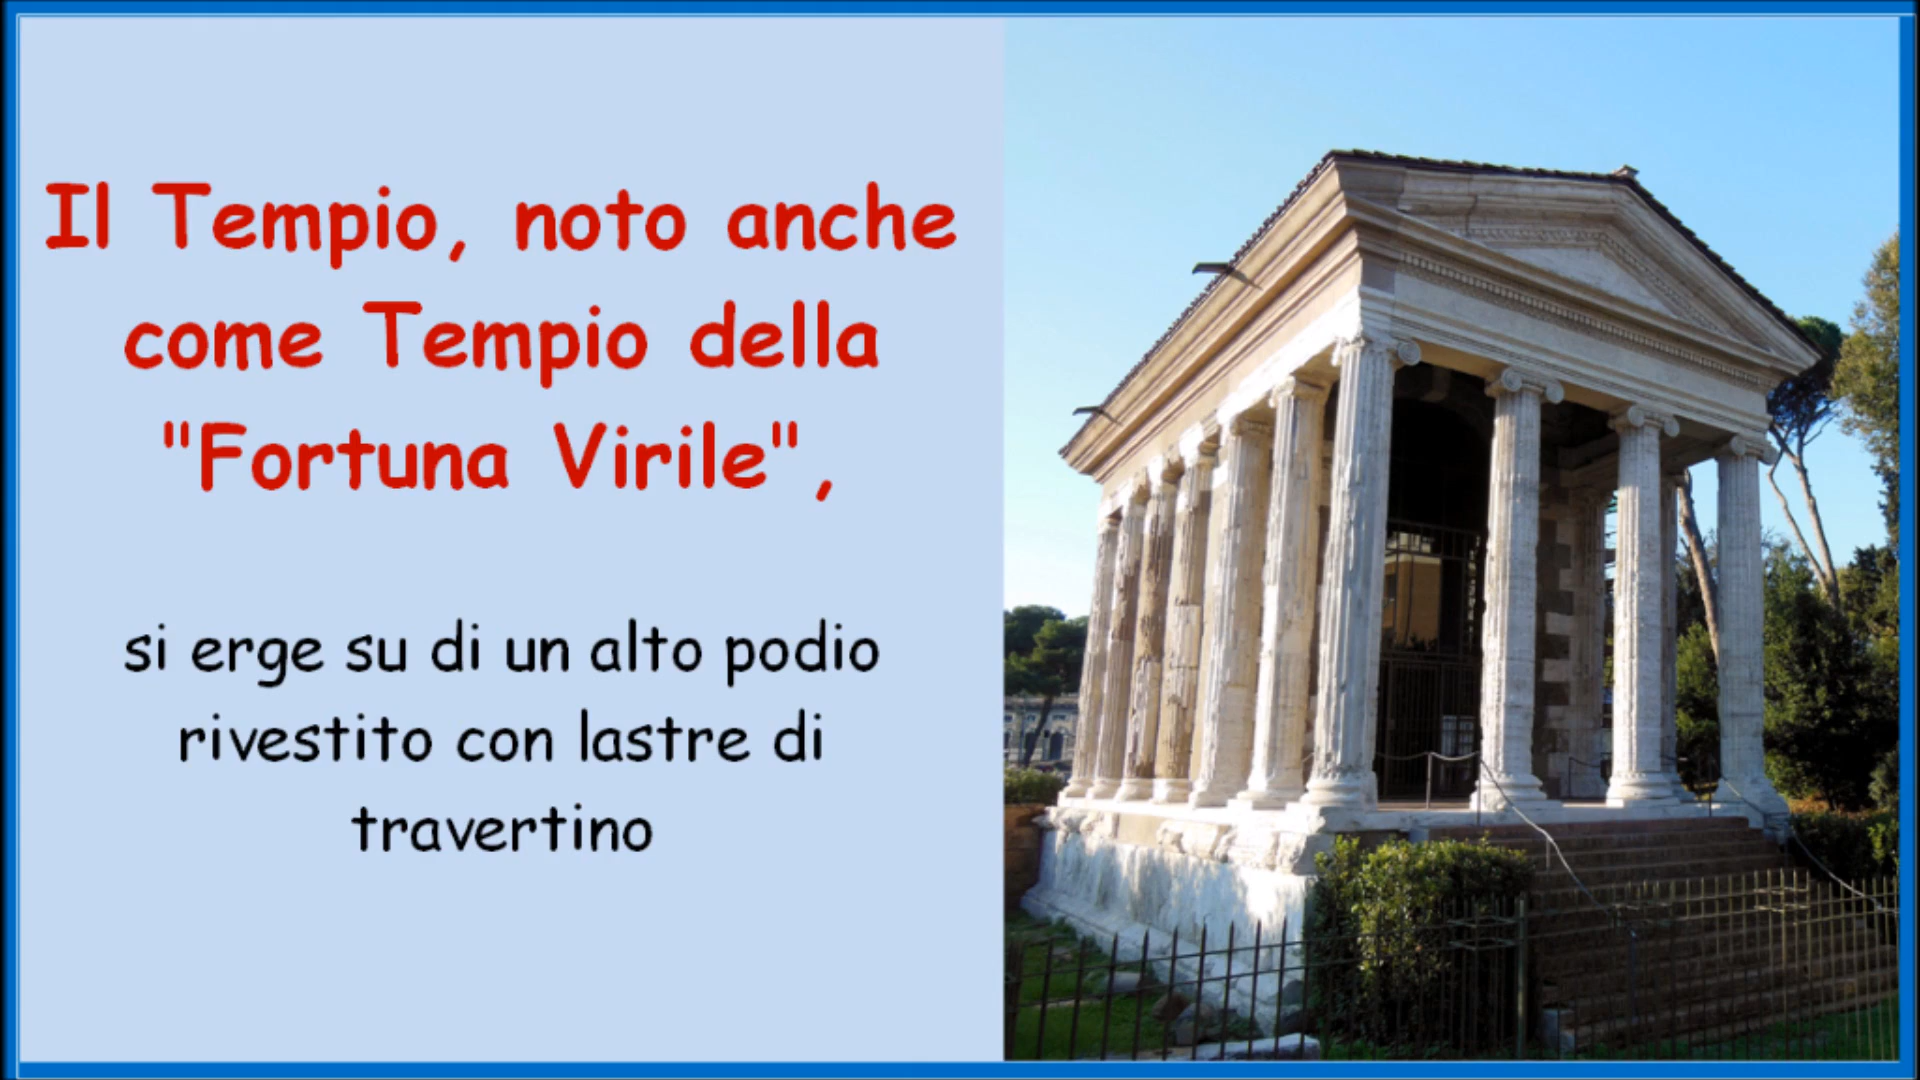 Il Tempio, noto anche
come Tempio della
"Fortuna Virile",
si erge su di un alto podio
rivestito con lastre di
travertino